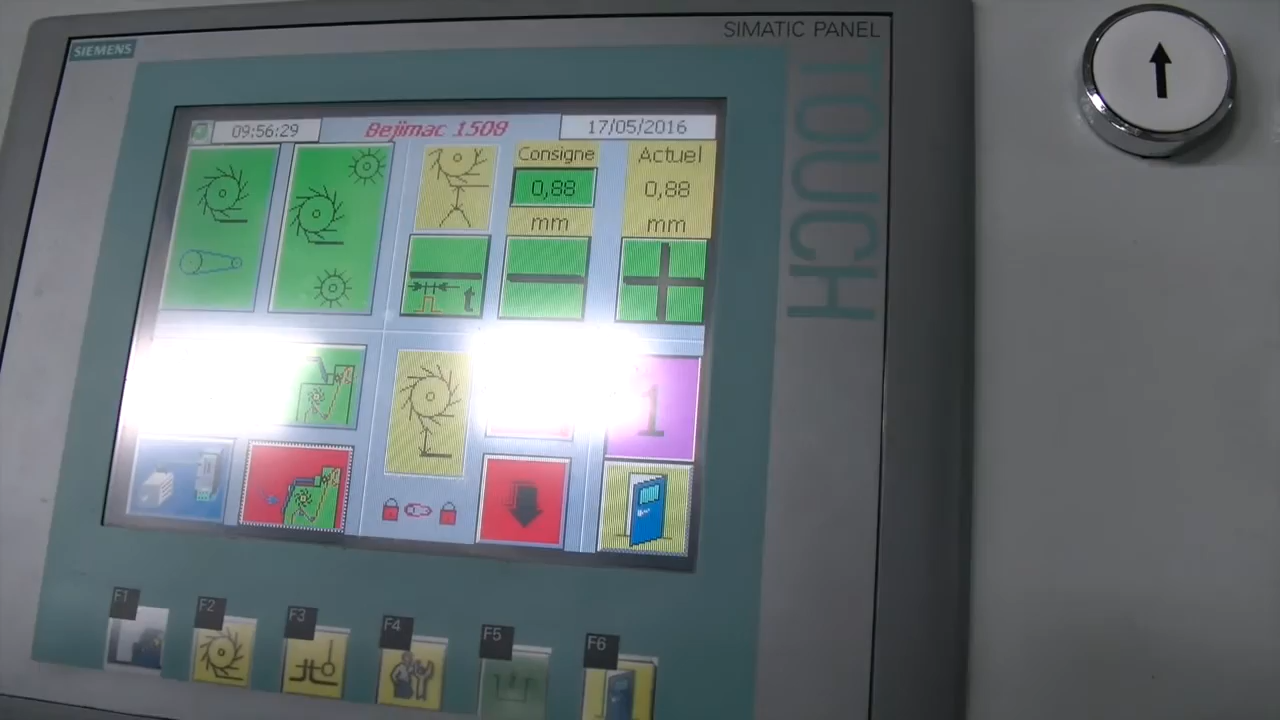 SIEMENS
SIMATIC PANEL
TOUCH
09:56:29
Bejimac 1508
17/05/2016
Consigne
Actuel
0,88
0,88
mm
mm
t
1
F1
F2
F3
F4
F5
F6